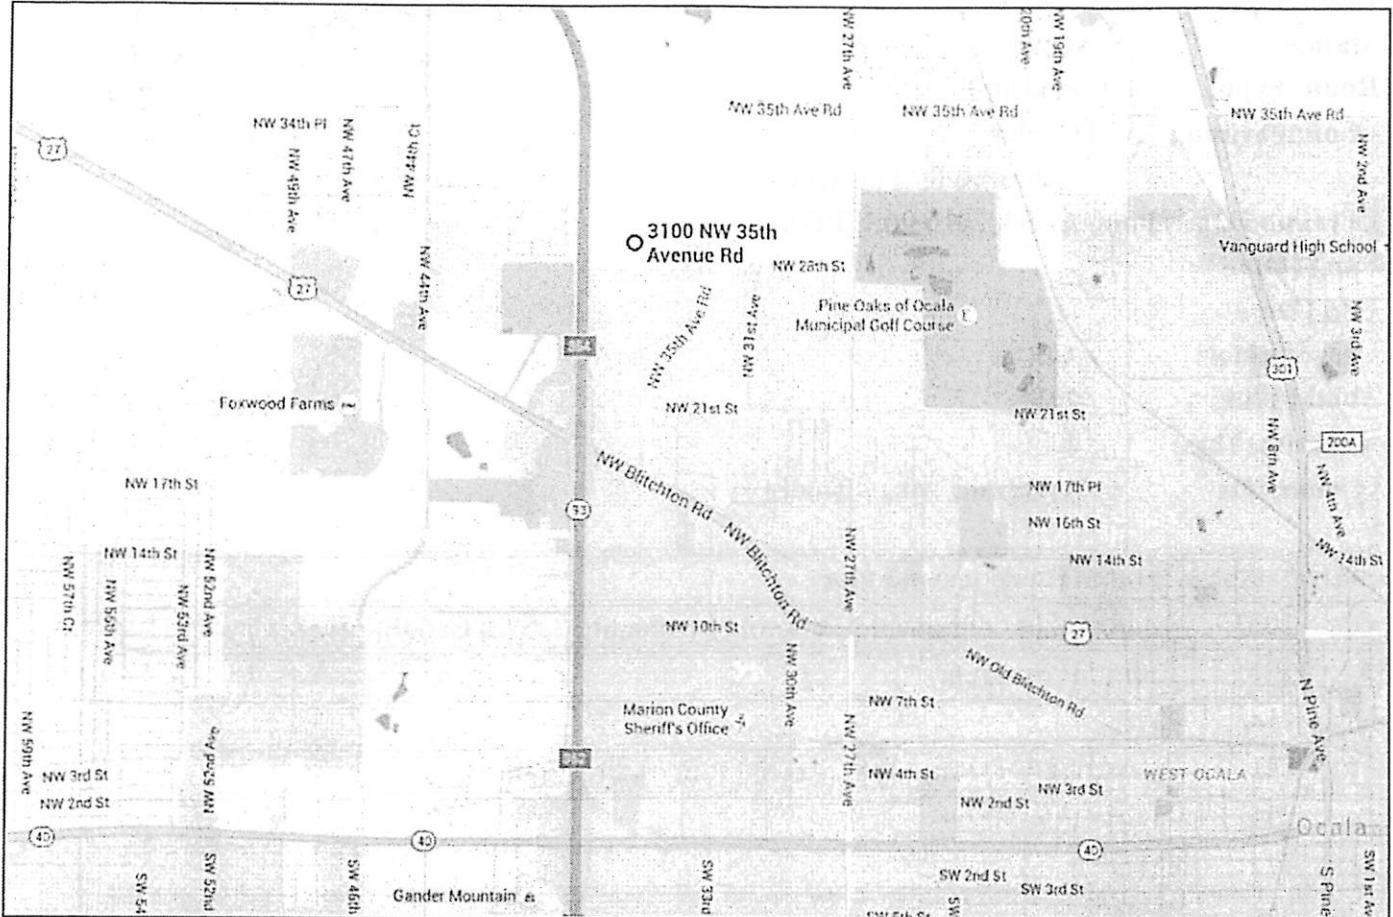 NW 27th Ave
20th Ave
NW 19th Ave
NW 35th Ave Rd
NW 35th Ave Rd
NW 35th Ave Rd
NW 34th Pl
NW 47th Ave
NW 44th Ct
27
NW 49th Ave
NW 2nd Ave
3100 NW 35th
Avenue Rd
Vanguard High School
NW 28th St
NW 44th Ave
27
NW 35th Ave Rd
NW 31st Ave
Pine Oaks of Ocala
Municipal Golf Course
NW 3rd Ave
354
301
Foxwood Farms
NW 21st St
NW 21st St
NW 8th Ave
200A
NW 17th St
NW Blitchton Rd
NW 17th Pl
NW 4th Ave
93
NW 16th St
NW 14th St
NW 52nd Ave
NW Blitchton Rd
NW 27th Ave
NW 14th St
NW 14th St
NW 57th Ct
NW 55th Ave
NW 53rd Ave
NW 10th St
27
NW 30th Ave
NW Old Blitchton Rd
NW 7th St
N Pine Ave
Marion County
Sheriff's Office
NW 59th Ave
NW 52nd Ave
NW 27th Ave
NW 3rd St
NW 4th St
WEST OCALA
NW 3rd St
NW 2nd St
NW 2nd St
Ocala
40
40
40
SW 54
SW 52nd
SW 46th
Gander Mountain
SW 33rd
SW 2nd St
SW 3rd St
SW
S Pine
SW 1st Av
SW 5th St